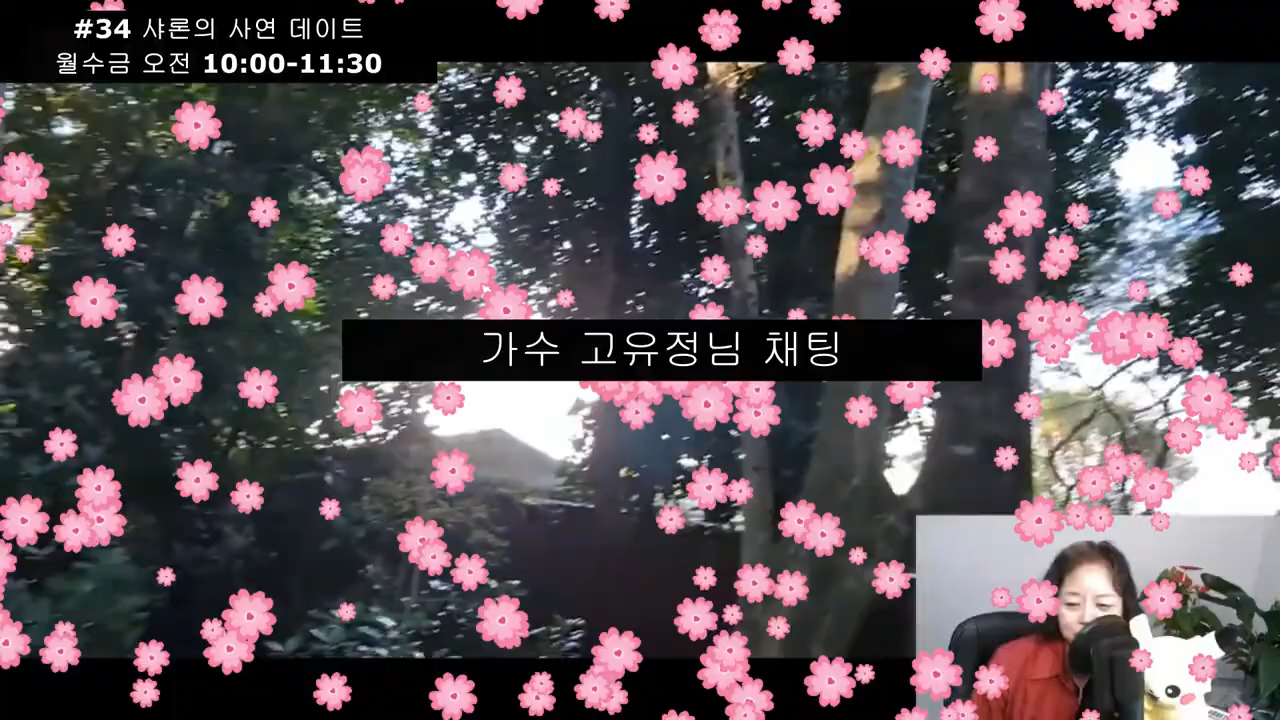 #34 샤론의 사연 데이트
월수금 오전 10:00-11:30
가수 고유정님 채팅